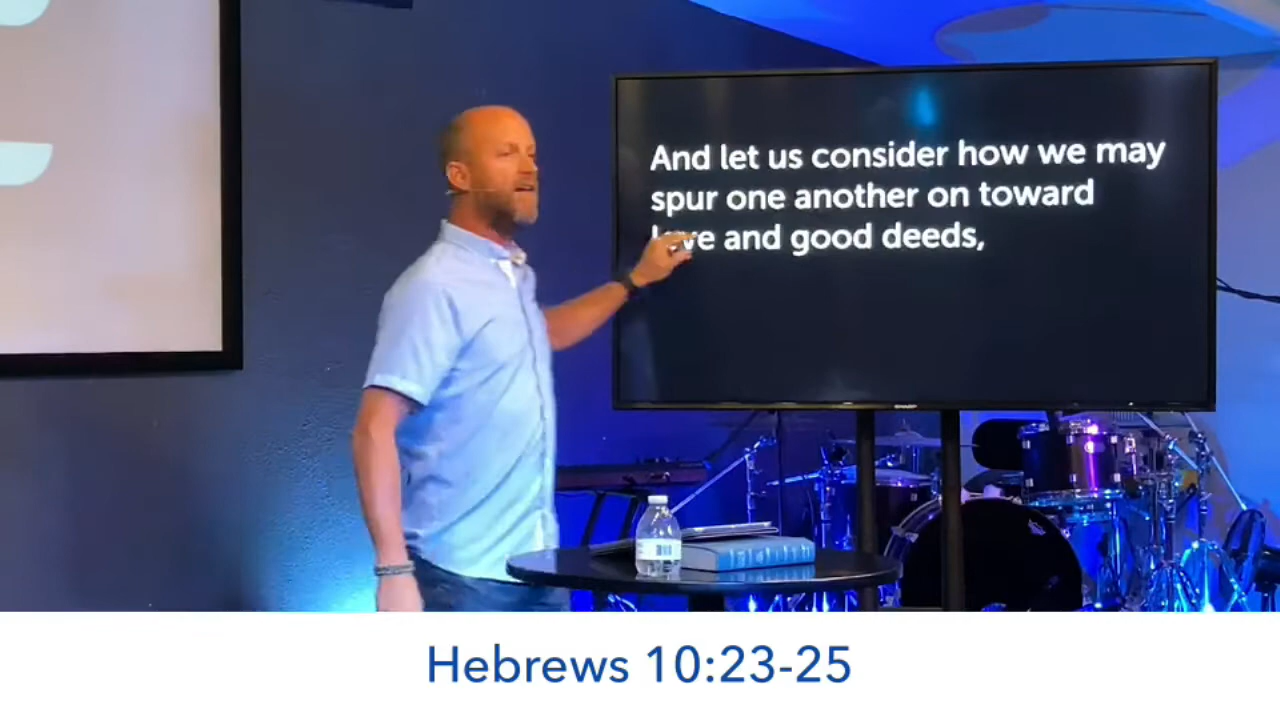 And let us consider how we may
spur one another on toward
love and good deeds,
Hebrews 10:23-25